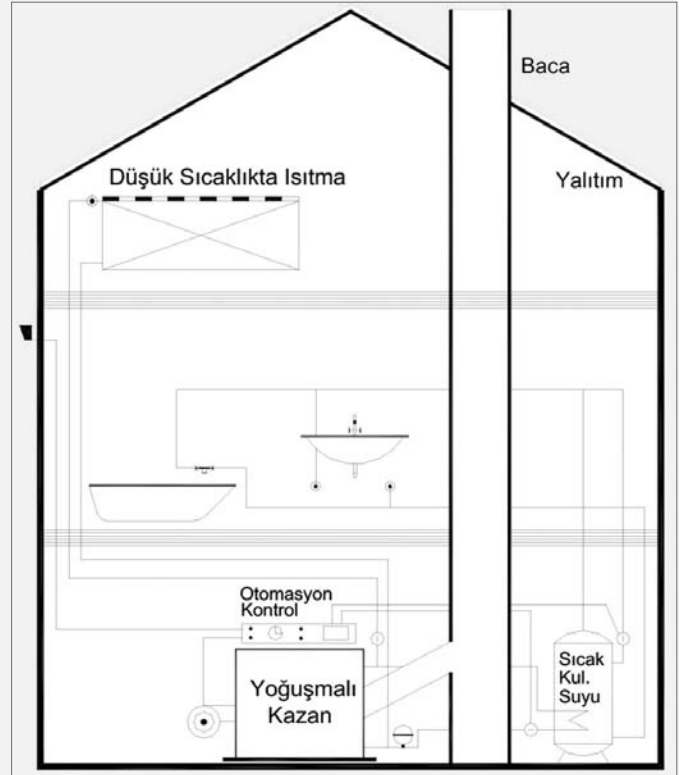 Baca
Düşük Sıcaklıkta Isıtma
Yalıtım
Otomasyon
Kontrol
Yoğuşmalı
Kazan
Sıcak
Kul.
Suyu